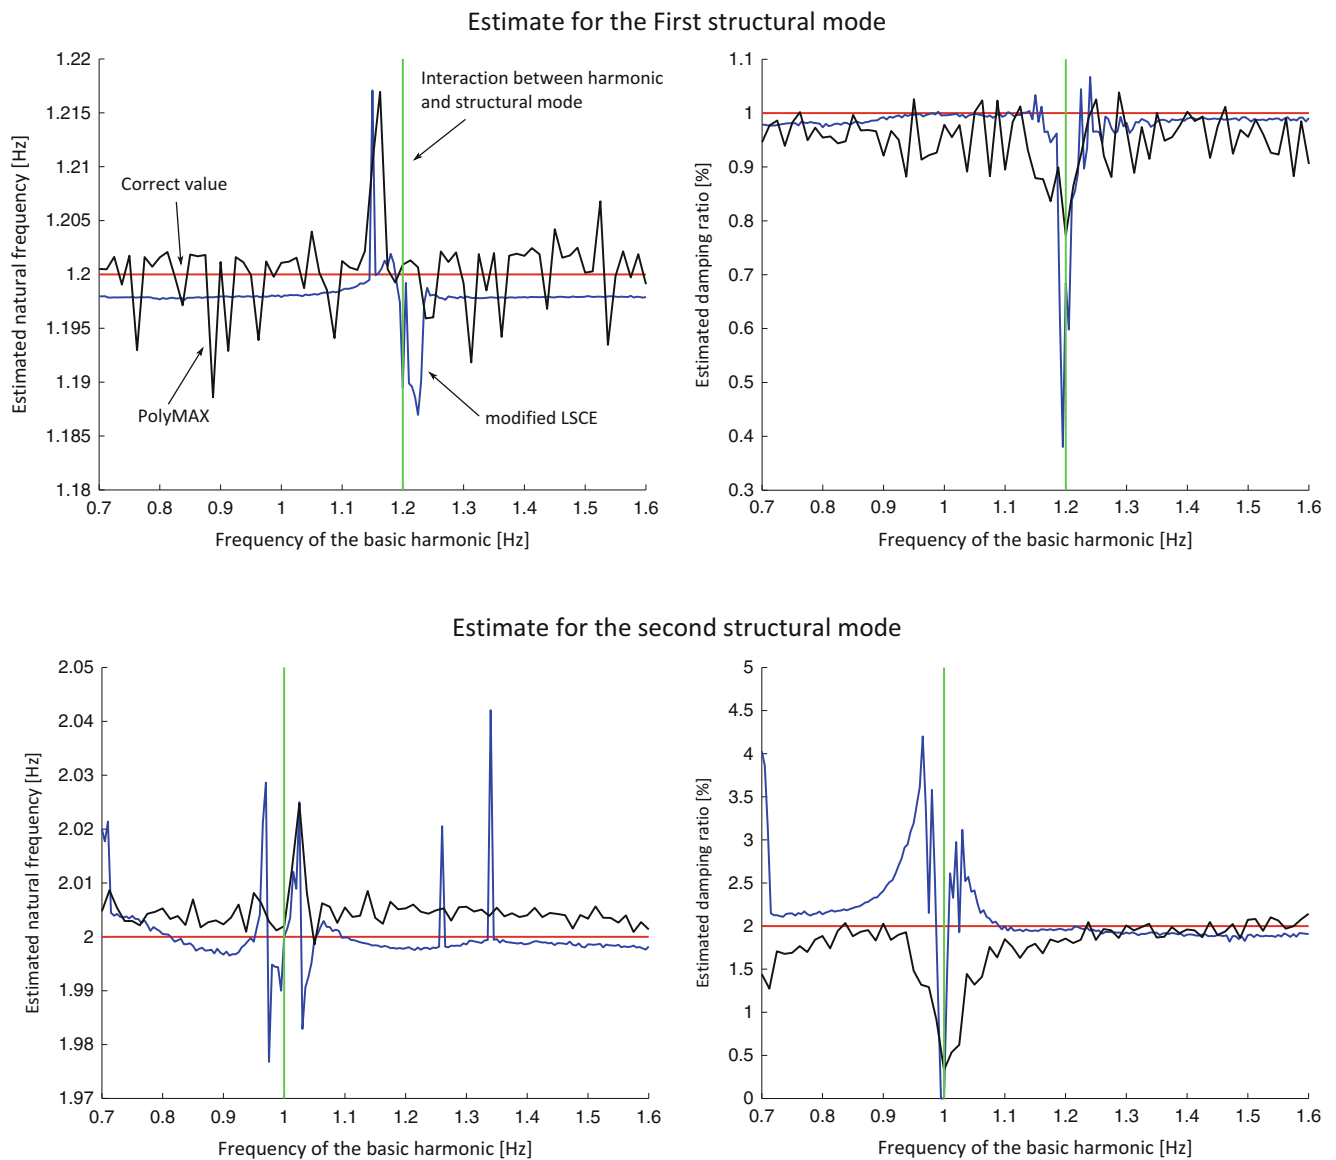 Estimate for the First structural mode
Estimated natural frequency [Hz]
1.22
1.215
1.21
1.205
1.2
1.195
1.19
1.185
1.18
Interaction between harmonic
and structural mode
Correct value
PolyMAX
modified LSCE
0.7 0.8 0.9 1 1.1 1.2 1.3 1.4 1.5 1.6
Frequency of the basic harmonic [Hz]
Estimated damping ratio [%]
1.1
1
0.9
0.8
0.7
0.6
0.5
0.4
0.3
0.7 0.8 0.9 1 1.1 1.2 1.3 1.4 1.5 1.6
Frequency of the basic harmonic [Hz]
Estimate for the second structural mode
Estimated natural frequency [Hz]
2.05
2.04
2.03
2.02
2.01
2
1.99
1.98
1.97
0.7 0.8 0.9 1 1.1 1.2 1.3 1.4 1.5 1.6
Frequency of the basic harmonic [Hz]
Estimated damping ratio [%]
5
4.5
4
3.5
3
2.5
2
1.5
1
0.5
0
0.7 0.8 0.9 1 1.1 1.2 1.3 1.4 1.5 1.6
Frequency of the basic harmonic [Hz]